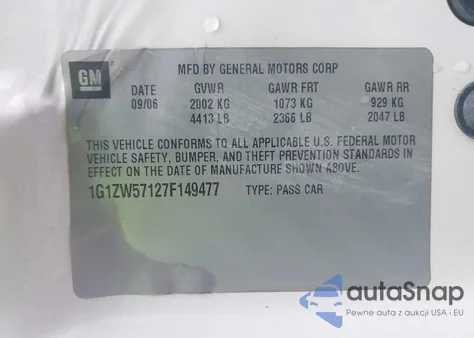 GM
MFD BY GENERAL MOTORS CORP
DATE GVWR GAWR FRT GAWR RR
09/06 2002 KG 1073 KG 929 KG
4413 LB 2366 LB 2047 LB
THIS VEHICLE CONFORMS TO ALL APPLICABLE U.S. FEDERAL MOTOR
VEHICLE SAFETY, BUMPER, AND THEFT PREVENTION STANDARDS IN
EFFECT ON THE DATE OF MANUFACTURE SHOWN ABOVE.
1G1ZW57127F149477 TYPE: PASS CAR
autoSnap
Pewne auta z aukcji USA i EU